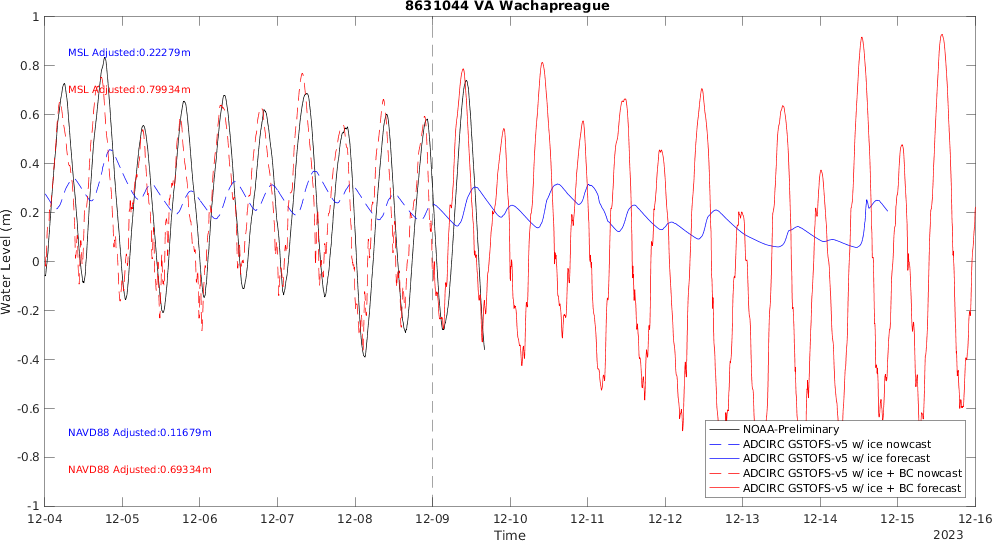 8631044 VA Wachapreague
Water Level (m)
1
0.8
0.6
0.4
0.2
0
-0.2
-0.4
-0.6
-0.8
-1
MSL Adjusted:0.22279m
MSL Adjusted:0.79934m
NAVD88 Adjusted:0.11679m
NAVD88 Adjusted:0.69334m
NOAA-Preliminary
ADCIRC GSTOFS-v5 w/ ice nowcast
ADCIRC GSTOFS-v5 w/ ice forecast
ADCIRC GSTOFS-v5 w/ ice + BC nowcast
ADCIRC GSTOFS-v5 w/ ice + BC forecast
12-04 12-05 12-06 12-07 12-08 12-09 12-10 12-11 12-12 12-13 12-14 12-15 12-16
Time
2023